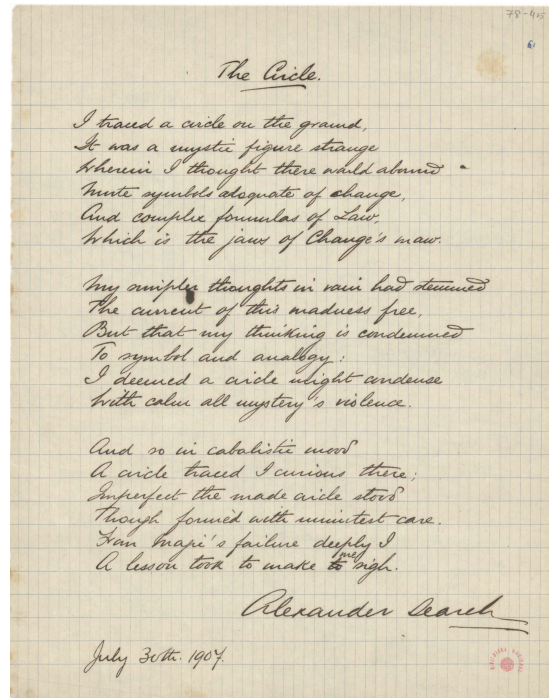 78-415
61
The Circle.
I traced a circle on the ground,
It was a mystic figure strange
Wherein I thought there would abound
Mute symbols adequate of change,
And complex formulas of Law,
Which is the jaws of Change's maw.
My simpler thoughts in vain had stemmed
The current of this madness free,
But that my thinking is condemned
To symbol and analogy:
I deemed a circle might condense
With calm all mystery's violence.
And so in cabalistic mood
A circle traced I curious there;
Imperfect the made circle stood
Though formed with minutest care.
From Magi's failure deeply I
A lesson took to make me sigh.
Alexander Search
July 30th. 1907.